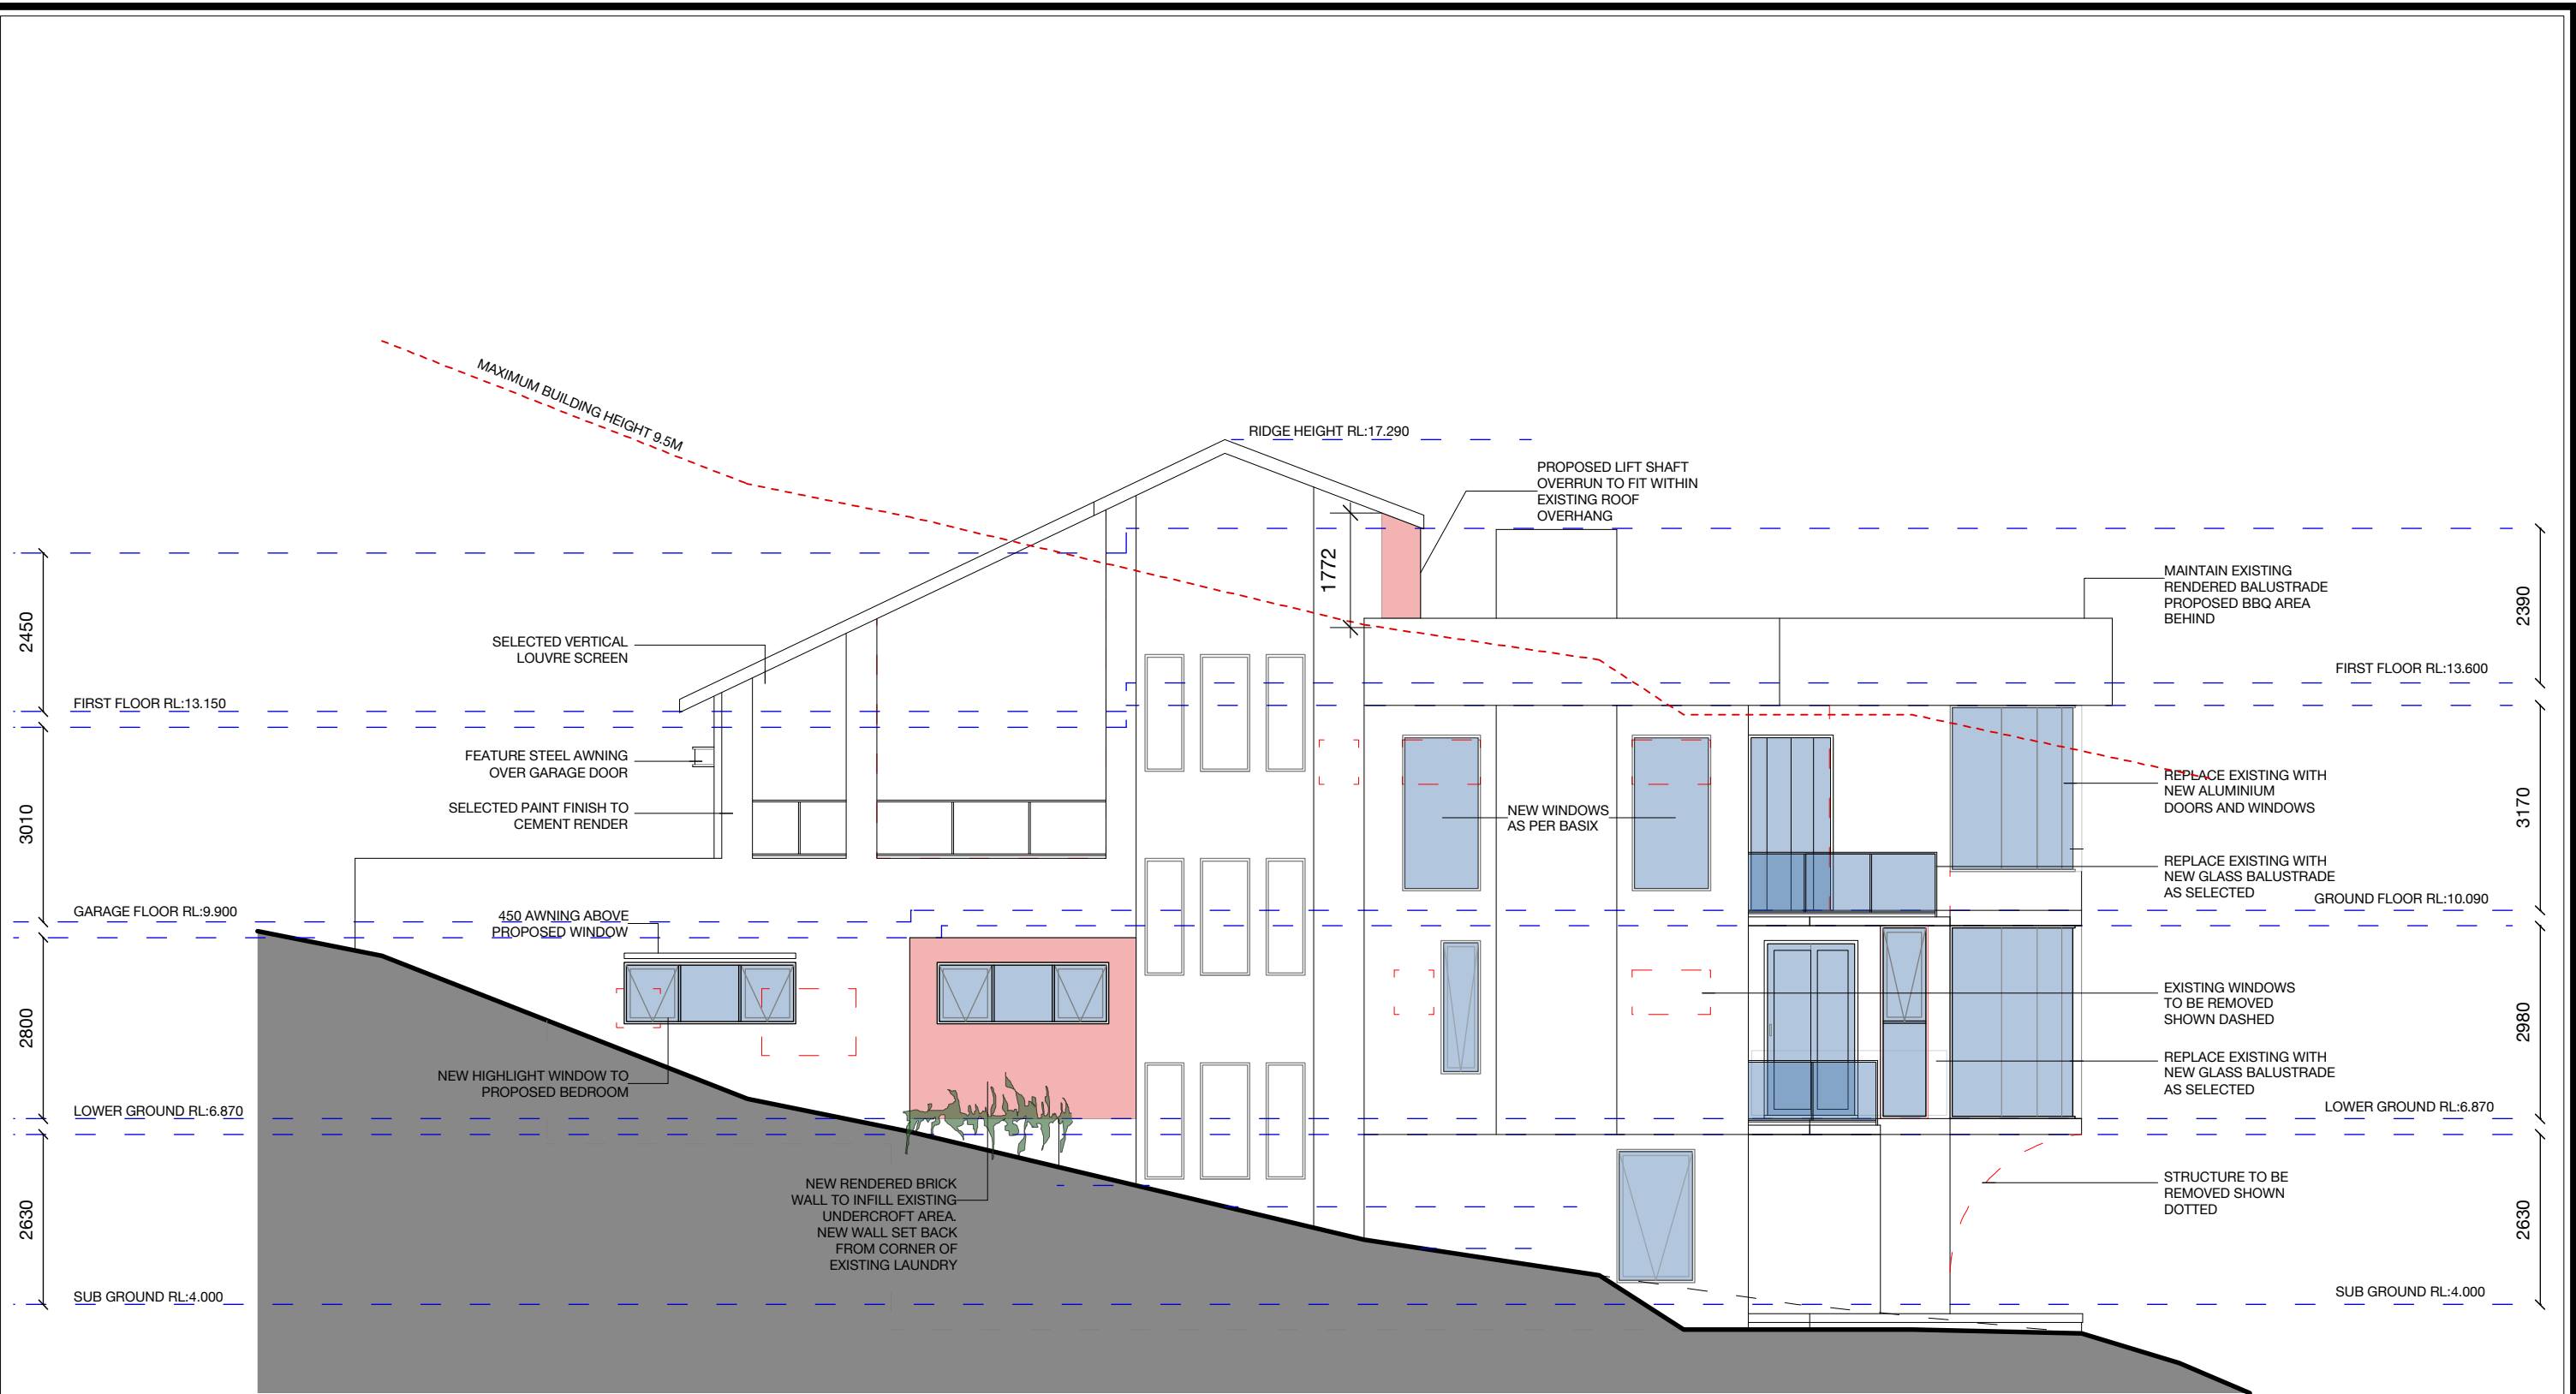 MAXIMUM BUILDING HEIGHT 9.5M
RIDGE HEIGHT RL:17.290
PROPOSED LIFT SHAFT
OVERRUN TO FIT WITHIN
EXISTING ROOF
OVERHANG
1772
2450
3010
2800
2630
FIRST FLOOR RL:13.150
GARAGE FLOOR RL:9.900
LOWER GROUND RL:6.870
SUB GROUND RL:4.000
SELECTED VERTICAL
LOUVRE SCREEN
FEATURE STEEL AWNING
OVER GARAGE DOOR
SELECTED PAINT FINISH TO
CEMENT RENDER
450 AWNING ABOVE
PROPOSED WINDOW
NEW HIGHLIGHT WINDOW TO
PROPOSED BEDROOM
NEW RENDERED BRICK
WALL TO INFILL EXISTING
UNDERCROFT AREA.
NEW WALL SET BACK
FROM CORNER OF
EXISTING LAUNDRY
NEW WINDOWS
AS PER BASIX
MAINTAIN EXISTING
RENDERED BALUSTRADE
PROPOSED BBQ AREA
BEHIND
FIRST FLOOR RL:13.600
REPLACE EXISTING WITH
NEW ALUMINIUM
DOORS AND WINDOWS
REPLACE EXISTING WITH
NEW GLASS BALUSTRADE
AS SELECTED
GROUND FLOOR RL:10.090
EXISTING WINDOWS
TO BE REMOVED
SHOWN DASHED
REPLACE EXISTING WITH
NEW GLASS BALUSTRADE
AS SELECTED
LOWER GROUND RL:6.870
STRUCTURE TO BE
REMOVED SHOWN
DOTTED
SUB GROUND RL:4.000
2390
3170
2980
2630